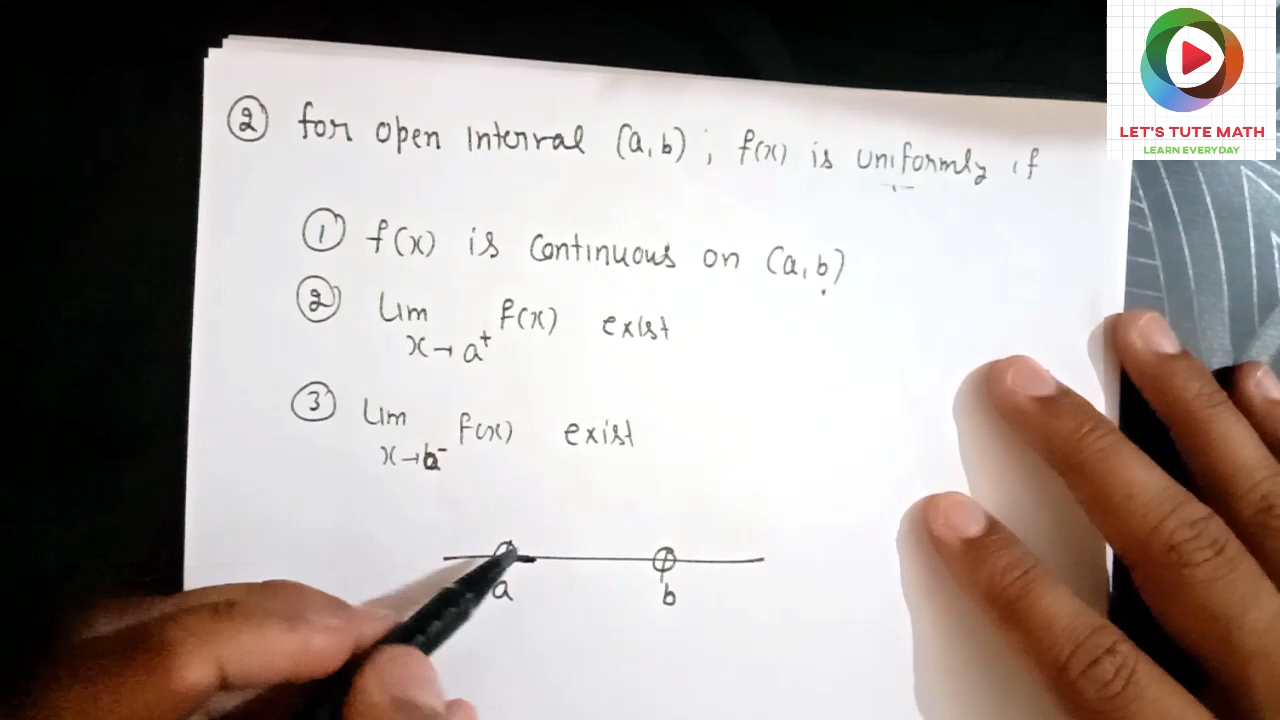 ② for open interval (a,b) ; f(x) is uniformly if
① f(x) is continuous on (a,b)
② Lim f(x) exist
x→a⁺
③ Lim f(x) exist
x→b⁻
a b
LET'S TUTE MATH
LEARN EVERYDAY